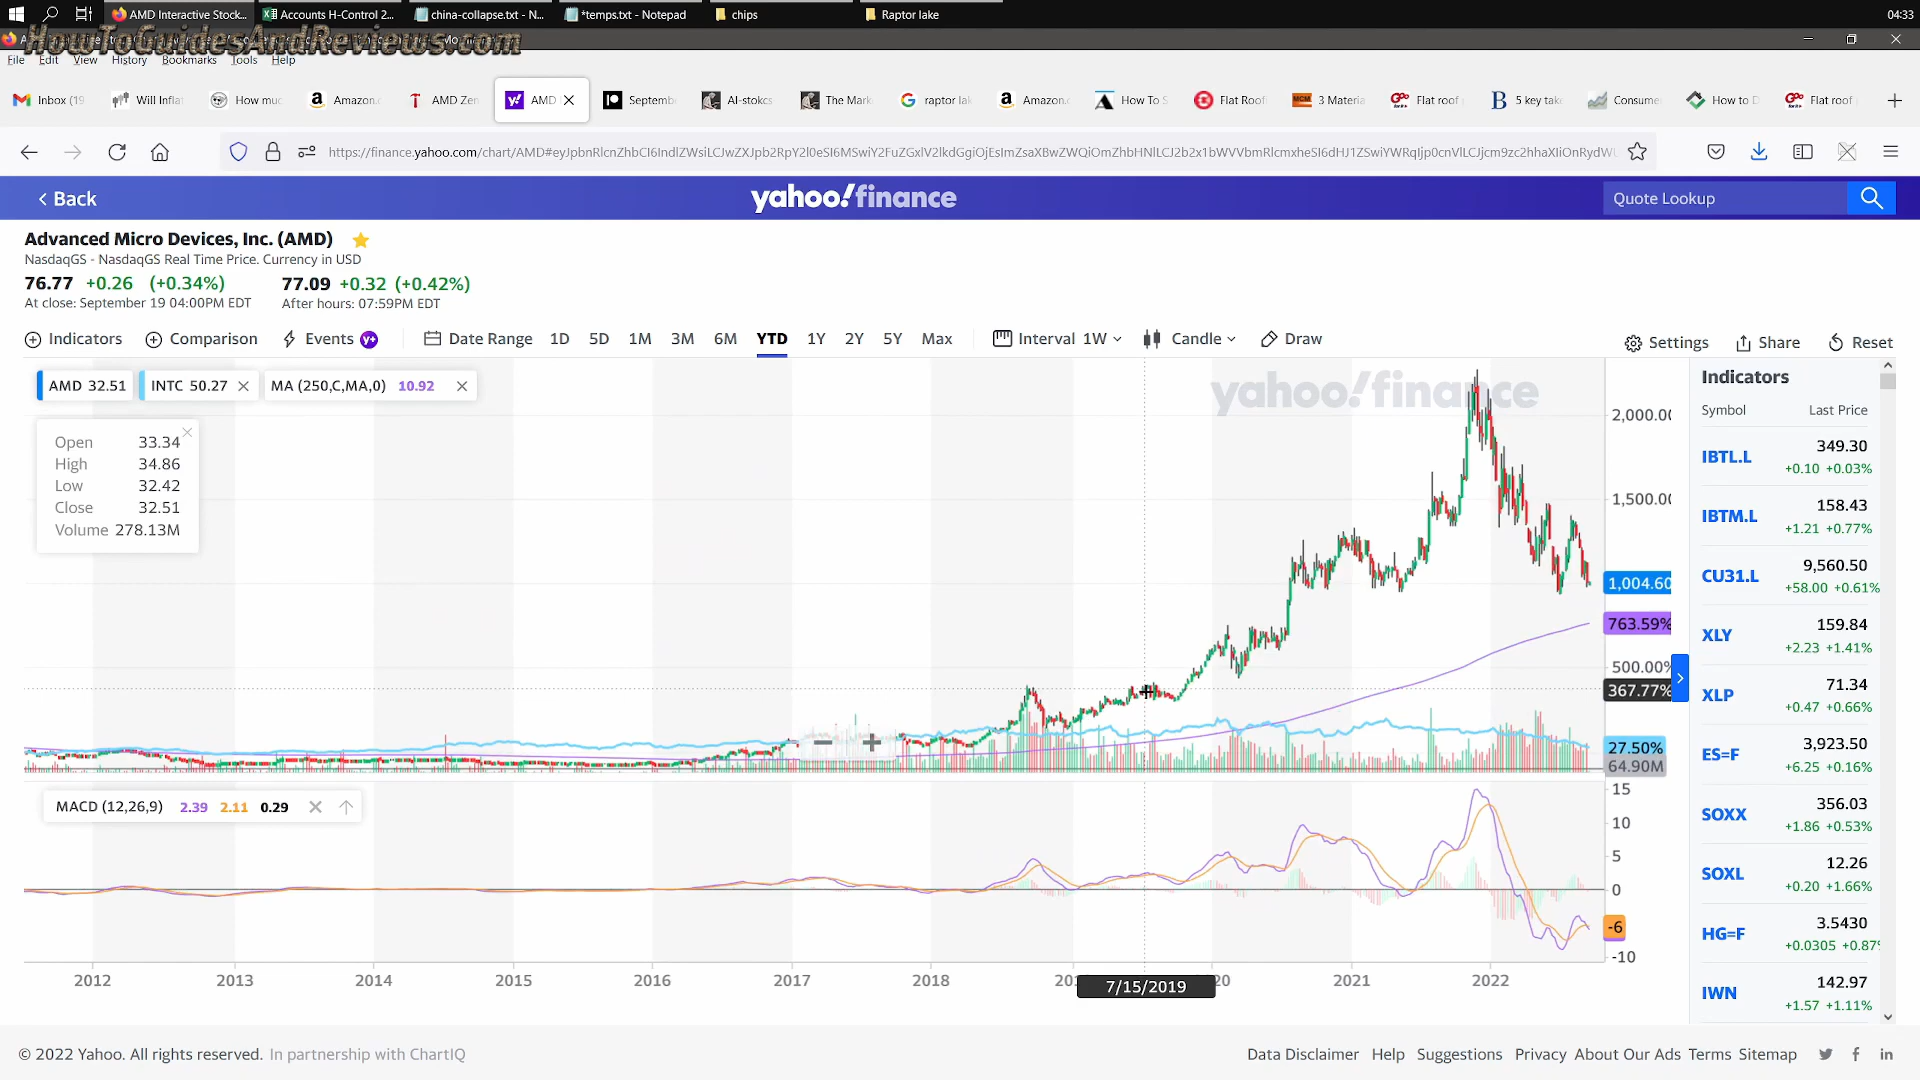 AMD Interactive Stock... Accounts H-Control 2... china-collapse.txt - N... *temps.txt - Notepad chips Raptor lake 04:33
HowToGuidesAndReviews.com
File Edit View History Bookmarks Tools Help
Inbox (19 Will Infla How muc Amazon.c AMD Zen AMD Septemb AI-stokcs The Mark raptor lak Amazon.c How To S Flat Roofi 3 Materia Flat roof 5 key take Consume How to D Flat roof
Back
yahoo!finance
Quote Lookup
Advanced Micro Devices, Inc. (AMD)
NasdaqGS - NasdaqGS Real Time Price. Currency in USD
76.77 +0.26 (+0.34%) 77.09 +0.32 (+0.42%)
At close: September 19 04:00PM EDT After hours: 07:59PM EDT
Indicators Comparison Events y+ Date Range 1D 5D 1M 3M 6M YTD 1Y 2Y 5Y Max Interval 1W Candle Draw Settings Share Reset
AMD 32.51 INTC 50.27 MA (250,C,MA,0) 10.92
yahoo!finance
Open 33.34
High 34.86
Low 32.42
Close 32.51
Volume 278.13M
2,000.00
1,500.00
1,004.60
763.59%
500.00%
367.77%
27.50%
64.90M
MACD (12,26,9) 2.39 2.11 0.29
15
10
5
0
-6
-10
2012 2013 2014 2015 2016 2017 2018 20 20 2021 2022
7/15/2019
Indicators
Symbol Last Price
IBTL.L 349.30
+0.10 +0.03%
IBTM.L 158.43
+1.21 +0.77%
CU31.L 9,560.50
+58.00 +0.61%
XLY 159.84
+2.23 +1.41%
XLP 71.34
+0.47 +0.66%
ES=F 3,923.50
+6.25 +0.16%
SOXX 356.03
+1.86 +0.53%
SOXL 12.26
+0.20 +1.66%
HG=F 3.5430
+0.0305 +0.87%
IWN 142.97
+1.57 +1.11%
© 2022 Yahoo. All rights reserved. In partnership with ChartIQ
Data Disclaimer Help Suggestions Privacy About Our Ads Terms Sitemap